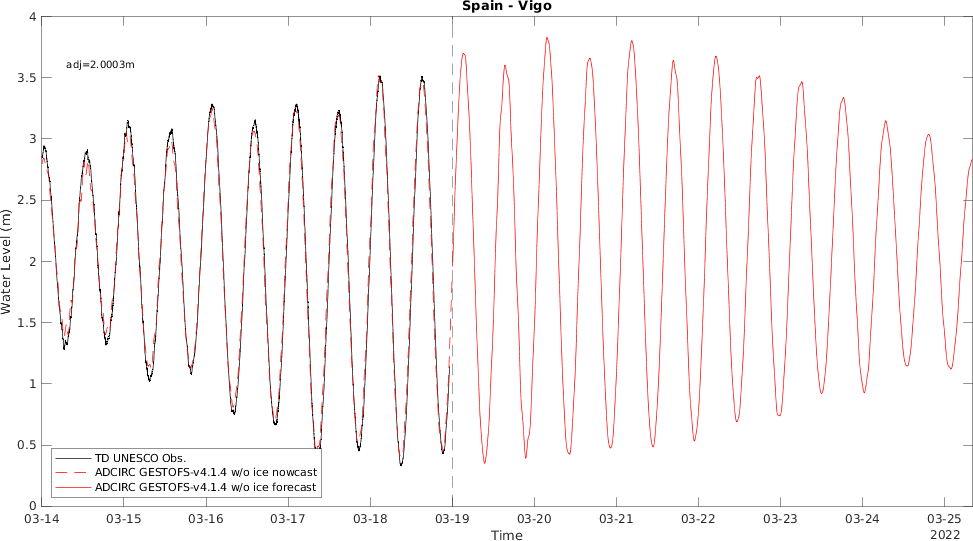 Spain - Vigo
4
adj=2.0003m
3.5
3
2.5
2
1.5
1
0.5
0
Water Level (m)
TD UNESCO Obs.
ADCIRC GESTOFS-v4.1.4 w/o ice nowcast
ADCIRC GESTOFS-v4.1.4 w/o ice forecast
03-14 03-15 03-16 03-17 03-18 03-19 03-20 03-21 03-22 03-23 03-24 03-25
Time
2022